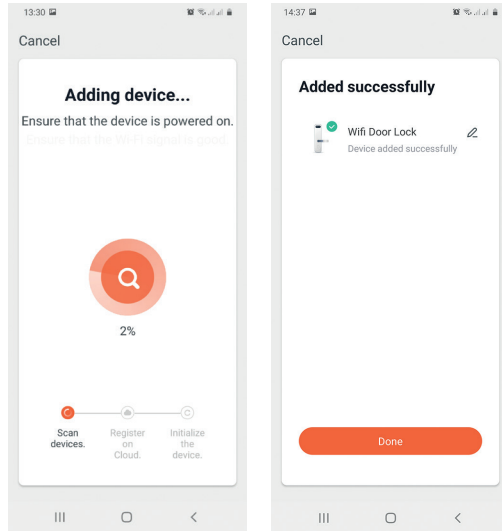 13:30
Cancel
Adding device...
Ensure that the device is powered on.
Ensure that the Wi-Fi signal is good.
2%
Scan
devices.
Register
on
Cloud.
Initialize
the
device.
14:37
Cancel
Added successfully
Wifi Door Lock
Device added successfully
Done